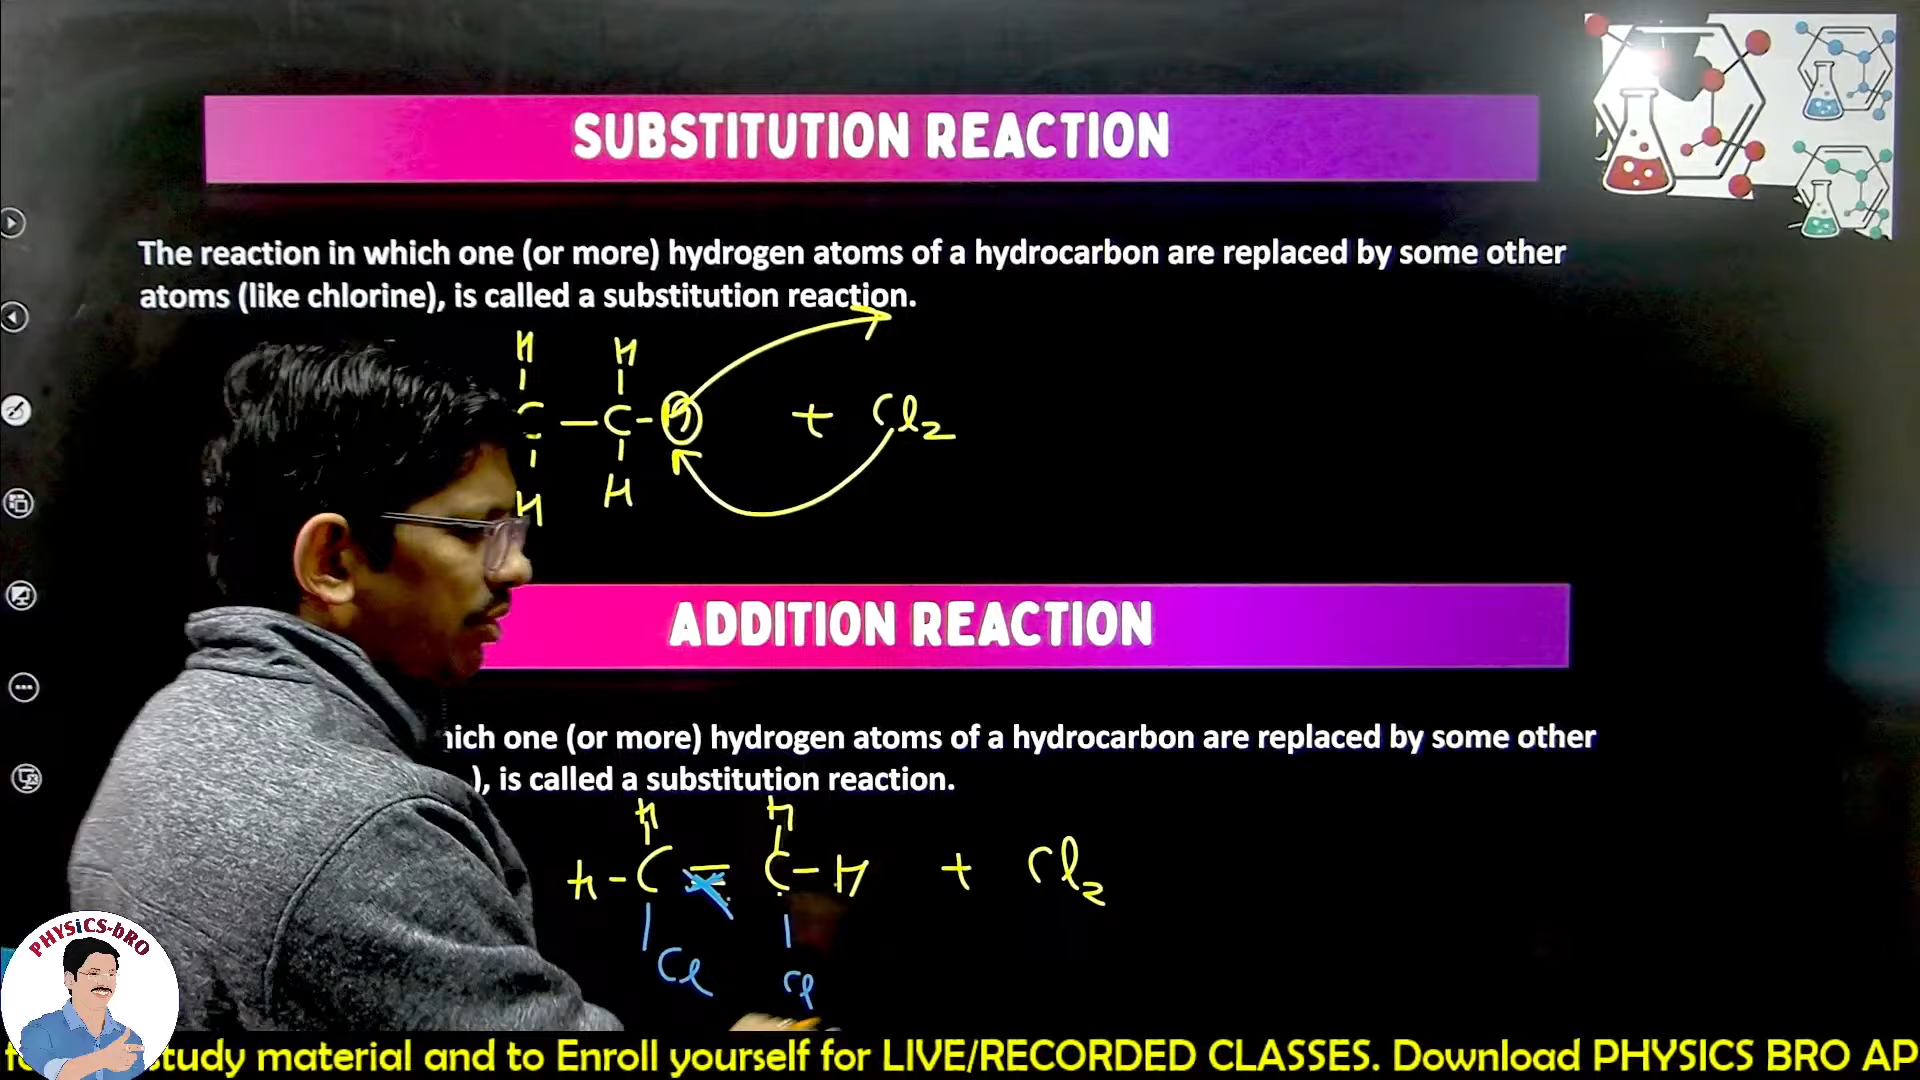 SUBSTITUTION REACTION
The reaction in which one (or more) hydrogen atoms of a hydrocarbon are replaced by some other
atoms (like chlorine), is called a substitution reaction.
H H
C — C - H + Cl2
H H
ADDITION REACTION
which one (or more) hydrogen atoms of a hydrocarbon are replaced by some other
), is called a substitution reaction.
H H
H - C = C - H + Cl2
Cl Cl
PHYSiCS-bRO
study material and to Enroll yourself for LIVE/RECORDED CLASSES. Download PHYSICS BRO AP